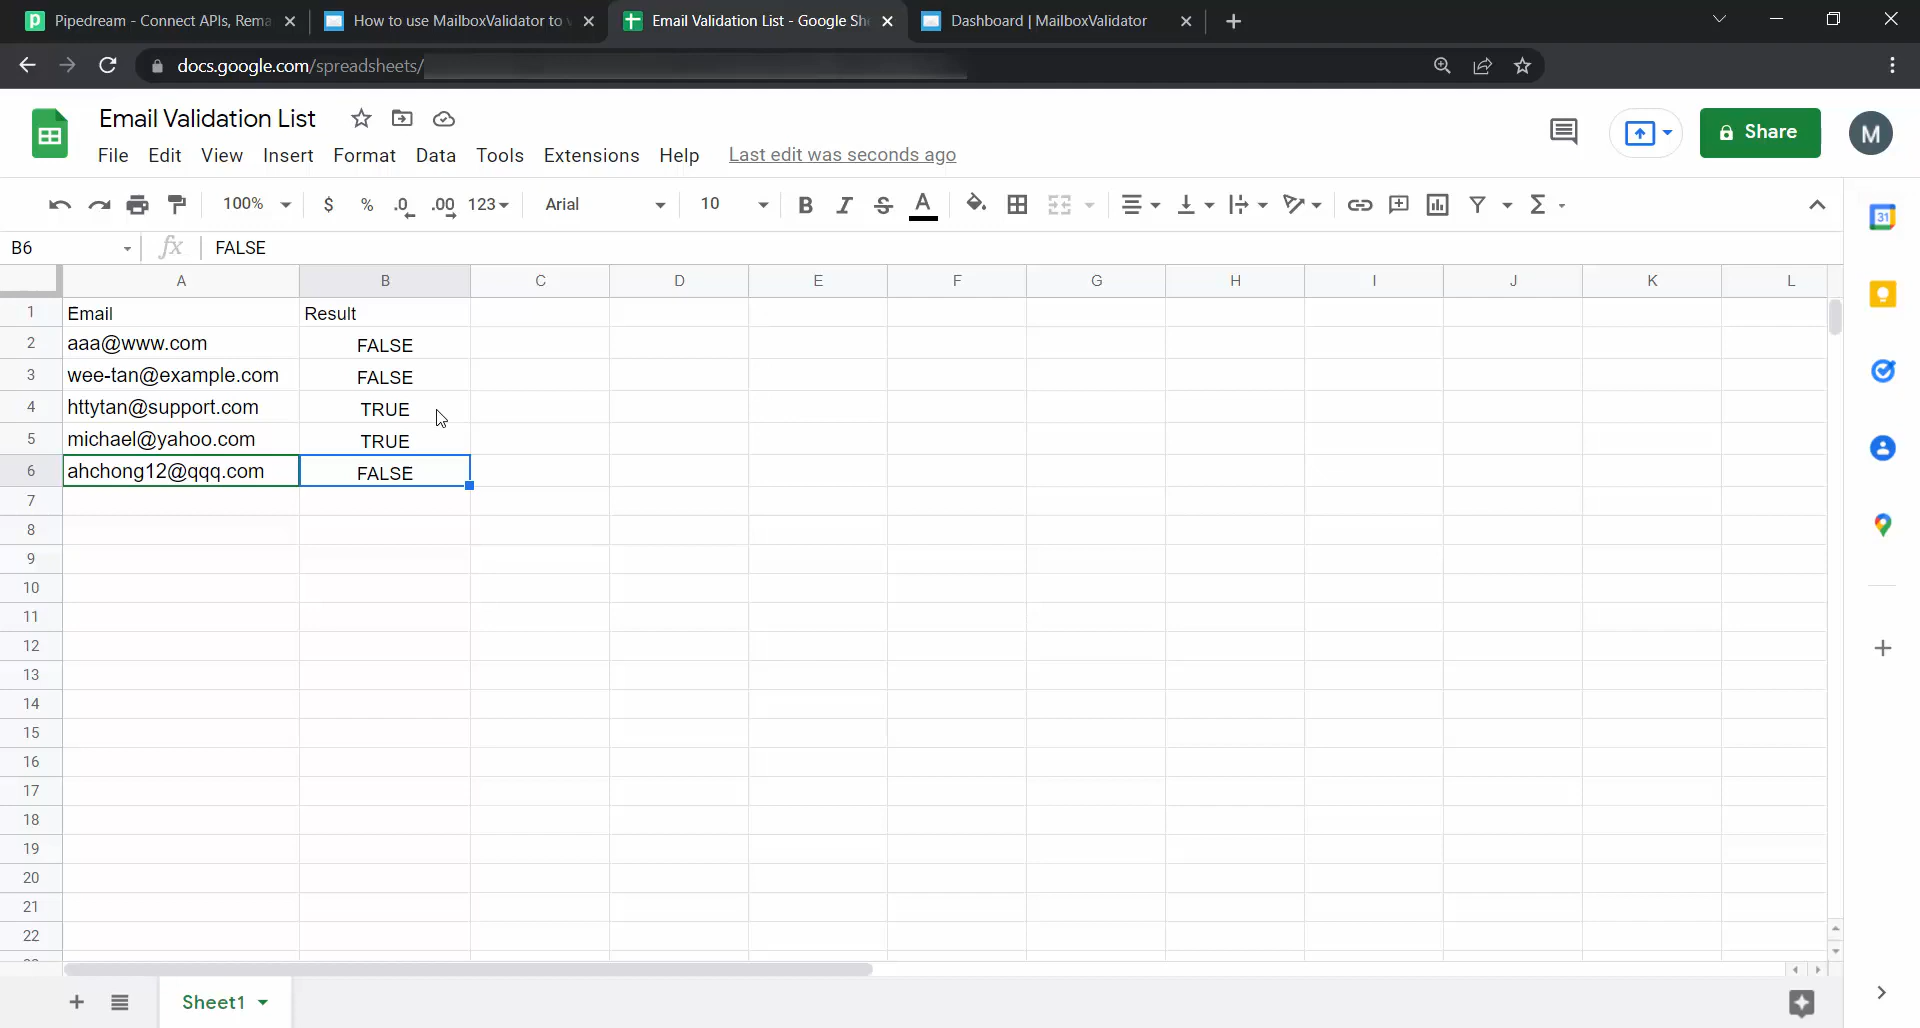 Pipedream - Connect APIs, Rema
How to use MailboxValidator to
Email Validation List - Google Sh
Dashboard | MailboxValidator
docs.google.com/spreadsheets/
Email Validation List
File Edit View Insert Format Data Tools Extensions Help Last edit was seconds ago
Share
M
100% $ % .0 .00 123 Arial 10 B I S A Σ
B6 fx FALSE
31
A B C D E F G H I J K L
1 Email Result
2 aaa@www.com FALSE
3 wee-tan@example.com FALSE
4 httytan@support.com TRUE
5 michael@yahoo.com TRUE
6 ahchong12@qqq.com FALSE
7
8
9
10
11
12
13
14
15
16
17
18
19
20
21
22
Sheet1